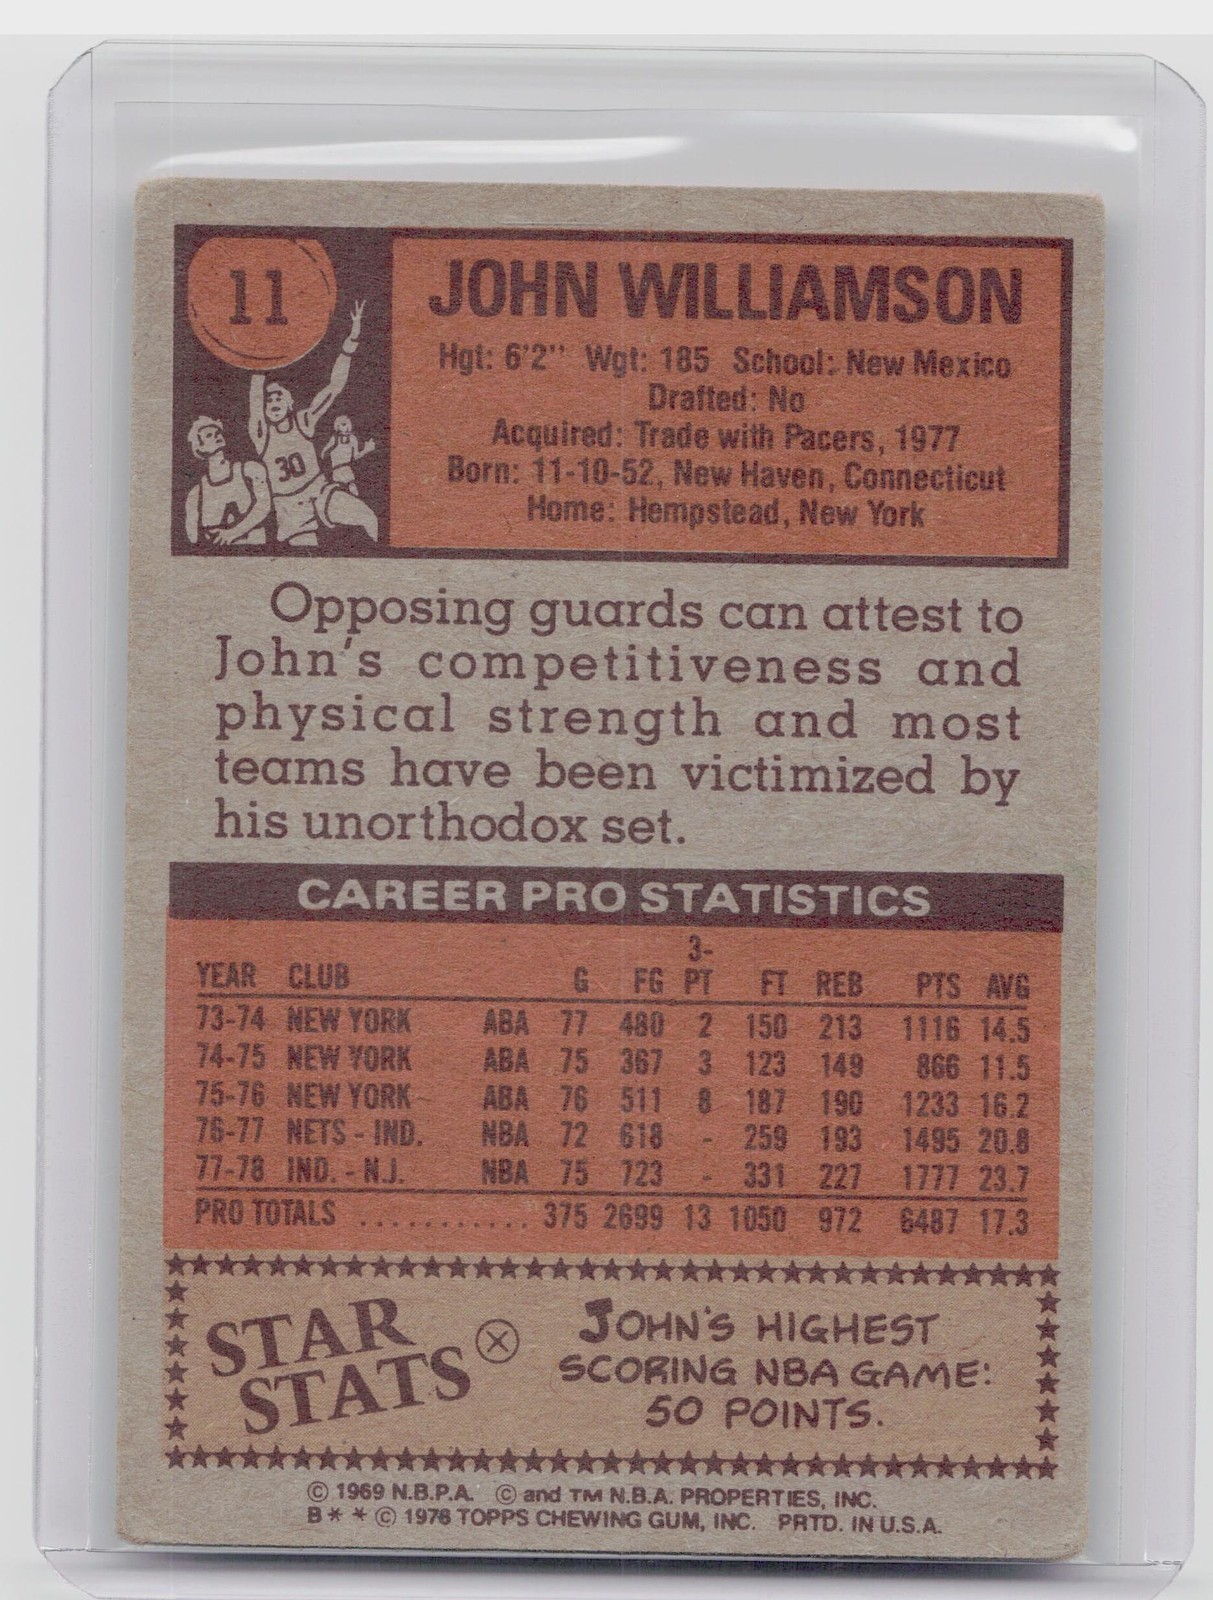 11
30
JOHN WILLIAMSON
Hgt: 6'2" Wgt: 185 School: New Mexico
Drafted: No
Acquired: Trade with Pacers, 1977
Born: 11-10-52, New Haven, Connecticut
Home: Hempstead, New York
Opposing guards can attest to
John's competitiveness and
physical strength and most
teams have been victimized by
his unorthodox set.
CAREER PRO STATISTICS
YEAR CLUB G FG 3-PT FT REB PTS AVG
73-74 NEW YORK ABA 77 480 2 150 213 1116 14.5
74-75 NEW YORK ABA 75 367 3 123 149 866 11.5
75-76 NEW YORK ABA 76 511 8 187 190 1233 16.2
76-77 NETS - IND. NBA 72 618 - 259 193 1495 20.8
77-78 IND. - N.J. NBA 75 723 - 331 227 1777 23.7
PRO TOTALS ............ 375 2699 13 1050 972 6487 17.3
STAR STATS
JOHN'S HIGHEST
SCORING NBA GAME:
50 POINTS.
© 1969 N.B.P.A. © and TM N.B.A. PROPERTIES, INC.
B * * © 1978 TOPPS CHEWING GUM, INC. PRTD. IN U.S.A.